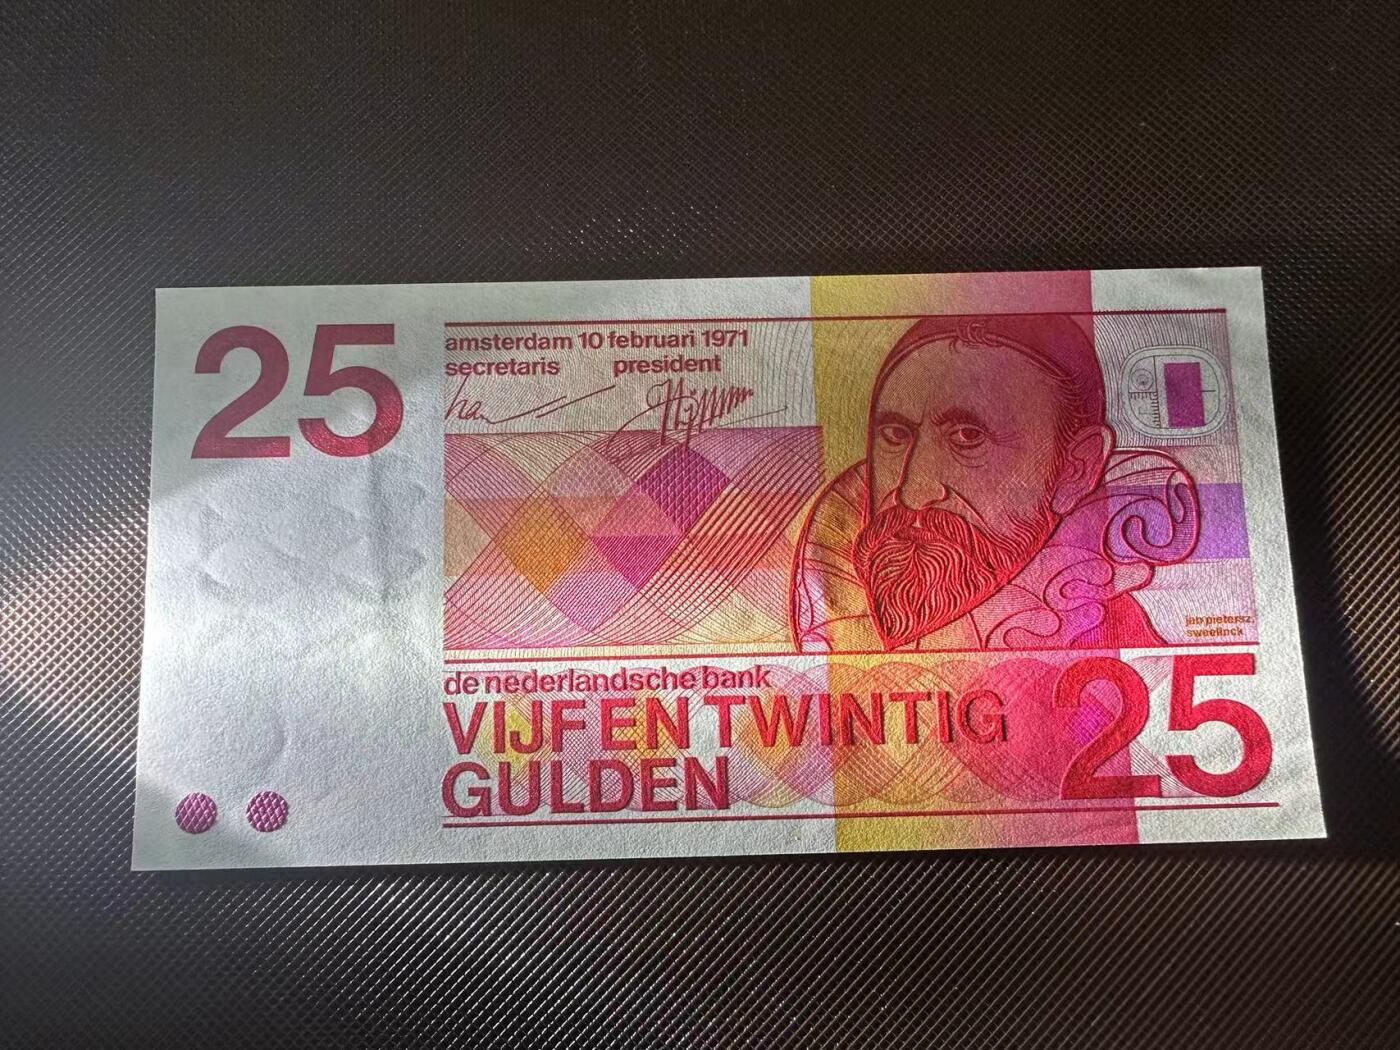 25
amsterdam 10 februari 1971
secretaris president
jan pietersz.
sweelinck
de nederlandsche bank
VIJF EN TWINTIG
GULDEN
25